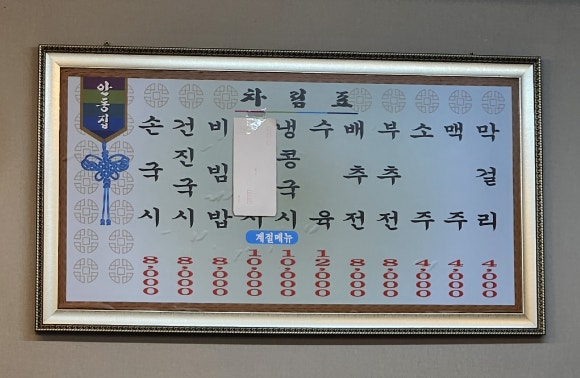 안동집
차림표
손국시
8,000
건진국시
8,000
비빔밥
8,000
10,000
냉콩국시
10,000
계절메뉴
수육
12,000
배추전
8,000
부추전
8,000
소주
4,000
맥주
4,000
막걸리
4,000